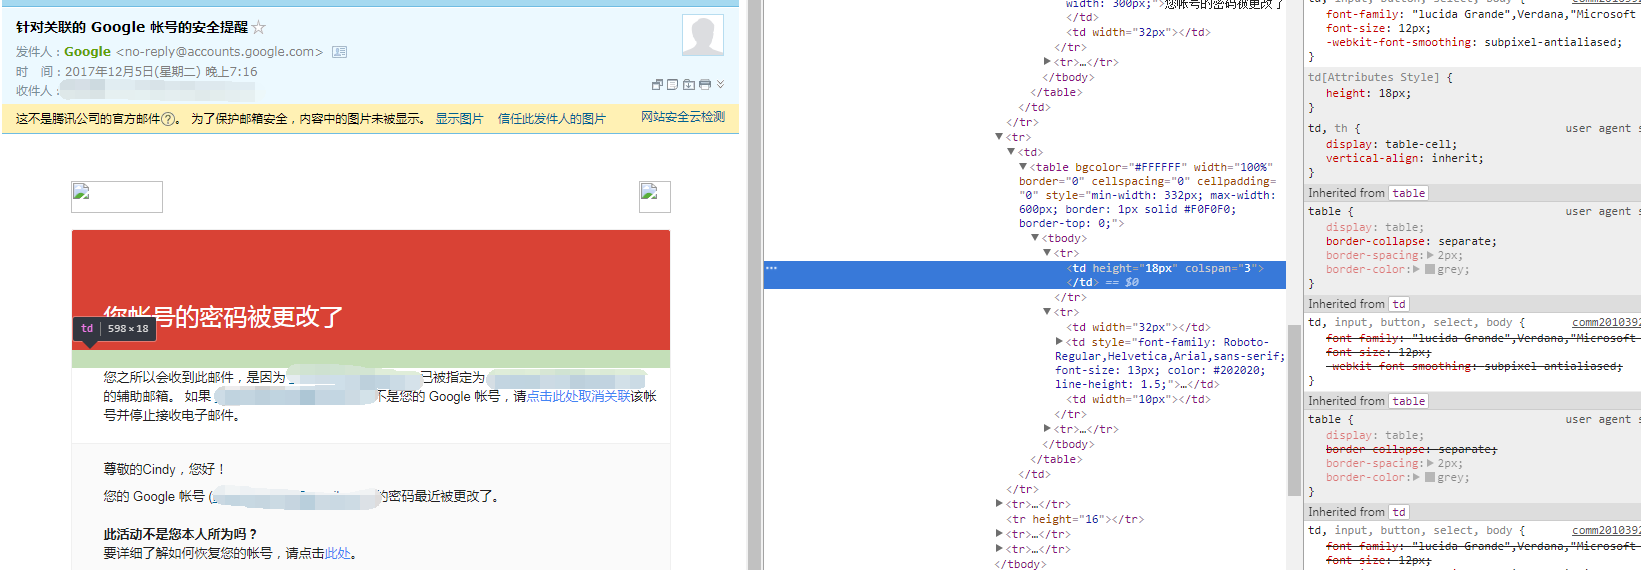 针对关联的 Google 帐号的安全提醒
发件人：Google <no-reply@accounts.google.com>
时　间：2017年12月5日(星期二) 晚上7:16
收件人：
这不是腾讯公司的官方邮件?。 为了保护邮箱安全，内容中的图片未被显示。 显示图片 信任此发件人的图片 网站安全云检测
您帐号的密码被更改了
td 598 × 18
您之所以会收到此邮件，是因为 已被指定为
的辅助邮箱。 如果 不是您的 Google 帐号，请点击此处取消关联该帐
号并停止接收电子邮件。
尊敬的Cindy，您好！
您的 Google 帐号 ( 的密码最近被更改了。
此活动不是您本人所为吗？
要详细了解如何恢复您的帐号，请点击此处。
width: 300px;">您帐号的密码被更改了
</td>
<td width="32px"></td>
</tr>
<tr>…</tr>
</tbody>
</table>
</td>
</tr>
<tr>
<td>
<table bgcolor="#FFFFFF" width="100%"
border="0" cellspacing="0" cellpadding=
"0" style="min-width: 332px; max-width:
600px; border: 1px solid #F0F0F0;
border-top: 0;">
<tbody>
<tr>
<td height="18px" colspan="3">
</td> == $0
</tr>
<tr>
<td width="32px"></td>
<td style="font-family: Roboto-
Regular,Helvetica,Arial,sans-serif;
font-size: 13px; color: #202020;
line-height: 1.5;">…</td>
<td width="10px"></td>
</tr>
<tr>…</tr>
</tbody>
</table>
</td>
</tr>
<tr>…</tr>
<tr height="16"></tr>
<tr>…</tr>
<tr>…</tr>
</tbody>
td, input, button, select, body {
font-family: "lucida Grande",Verdana,"Microsoft
font-size: 12px;
-webkit-font-smoothing: subpixel-antialiased;
}
td[Attributes Style] {
height: 18px;
}
td, th { user agent s
display: table-cell;
vertical-align: inherit;
}
Inherited from table
table { user agent s
display: table;
border-collapse: separate;
border-spacing: 2px;
border-color: grey;
}
Inherited from td
td, input, button, select, body { comm2010392
font-family: "lucida Grande",Verdana,"Microsoft
font-size: 12px;
-webkit-font-smoothing: subpixel-antialiased;
}
Inherited from table
table { user agent s
display: table;
border-collapse: separate;
border-spacing: 2px;
border-color: grey;
}
Inherited from td
td, input, button, select, body { comm2010392
font-family: "lucida Grande",Verdana,"Microsoft
font-size: 12px;